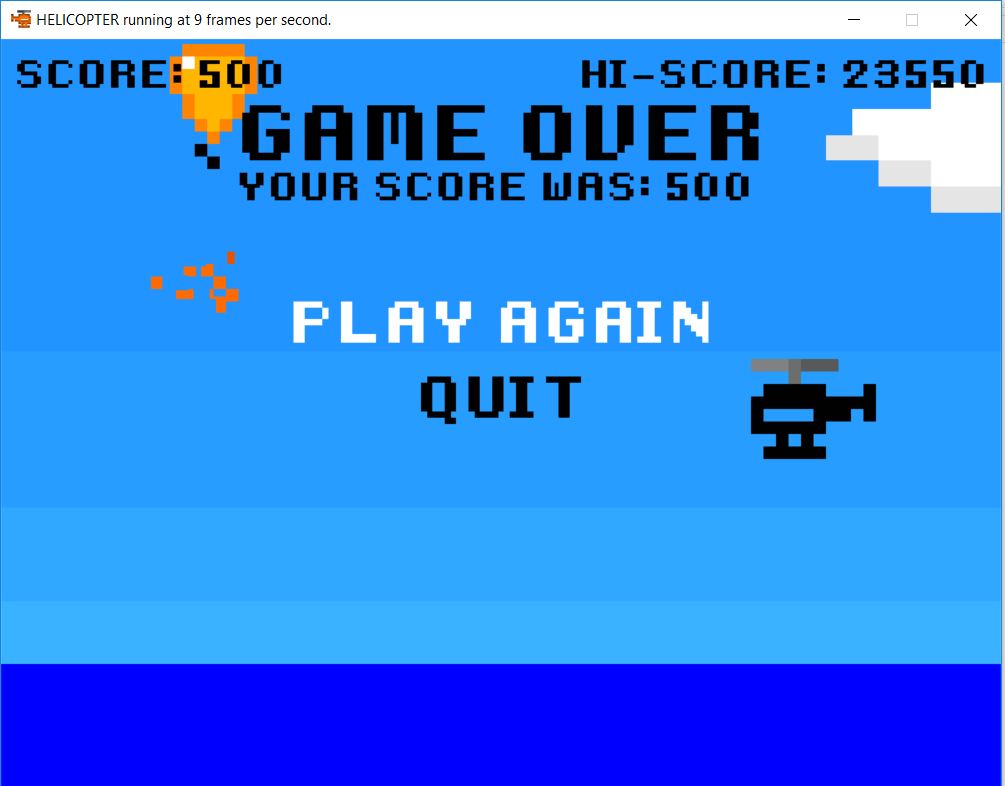 HELICOPTER running at 9 frames per second.
SCORE: 500
HI-SCORE: 23550
GAME OVER
YOUR SCORE WAS: 500
PLAY AGAIN
QUIT